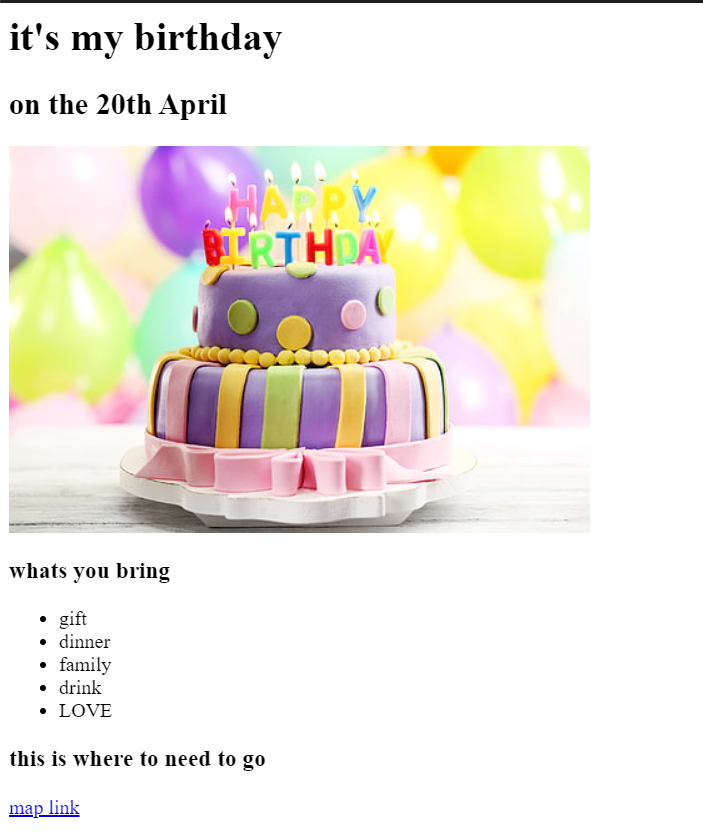 it's my birthday
on the 20th April
HAPPY
BIRTHDAY
whats you bring
gift
dinner
family
drink
LOVE
this is where to need to go
map link